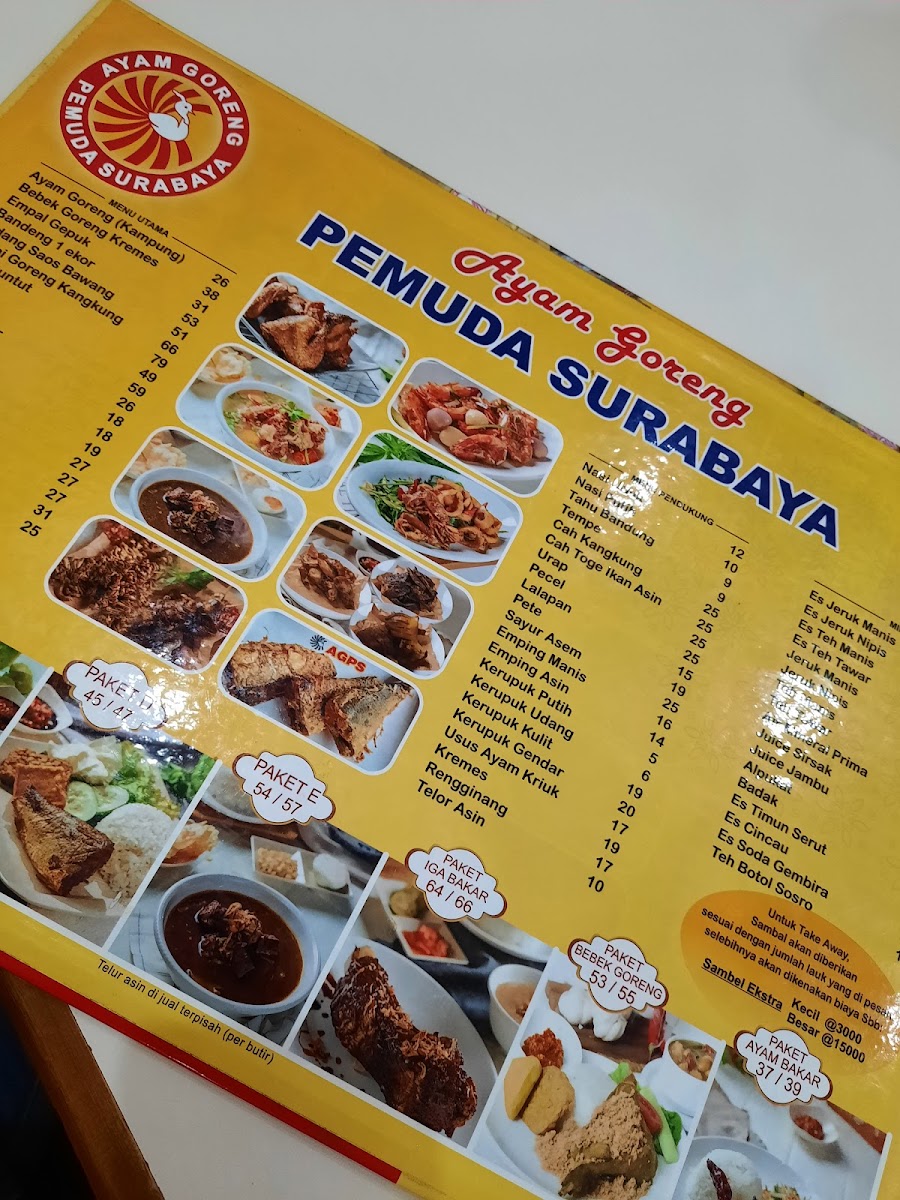 AYAM GORENG
PEMUDA SURABAYA
MENU UTAMA
Ayam Goreng (Kampung)
Bebek Goreng Kremes
Empal Gepuk
Bandeng 1 ekor
Saos Bawang
Goreng Kangkung
26
38
31
53
51
66
79
49
59
26
18
18
19
27
27
27
31
25
Ayam Goreng
PEMUDA SURABAYA
AGPS
Nasi
Nasi Putih
Tahu Bandung
Tempe
Cah Kangkung
Cah Toge Ikan Asin
Urap
Pecel
Lalapan
Pete
Sayur Asem
Emping Manis
Emping Asin
Kerupuk Putih
Kerupuk Udang
Kerupuk Kulit
Kerupuk Gendar
Usus Ayam Kriuk
Kremes
Rengginang
Telor Asin
12
10
9
9
25
25
25
25
15
19
25
16
14
5
6
19
20
17
19
17
10
Es Jeruk Manis
Es Jeruk Nipis
Es Teh Manis
Es Teh Tawar
Jeruk Manis
Jeruk Nipis
Prima
Juice Sirsak
Juice Jambu
Badak
Es Timun Serut
Es Cincau
Es Soda Gembira
Teh Botol Sosro
Untuk Take Away,
Sambal akan diberikan
sesuai dengan jumlah lauk yang di
selebihnya akan dikenakan biaya
Sambel Ekstra Kecil @3000
Besar @15000
PAKET
45 / 47
PAKET E
54 / 57
PAKET
IGA BAKAR
64 / 66
PAKET
BEBEK GORENG
53 / 55
PAKET
AYAM BAKAR
37 / 39
Telur asin di jual terpisah (per butir)